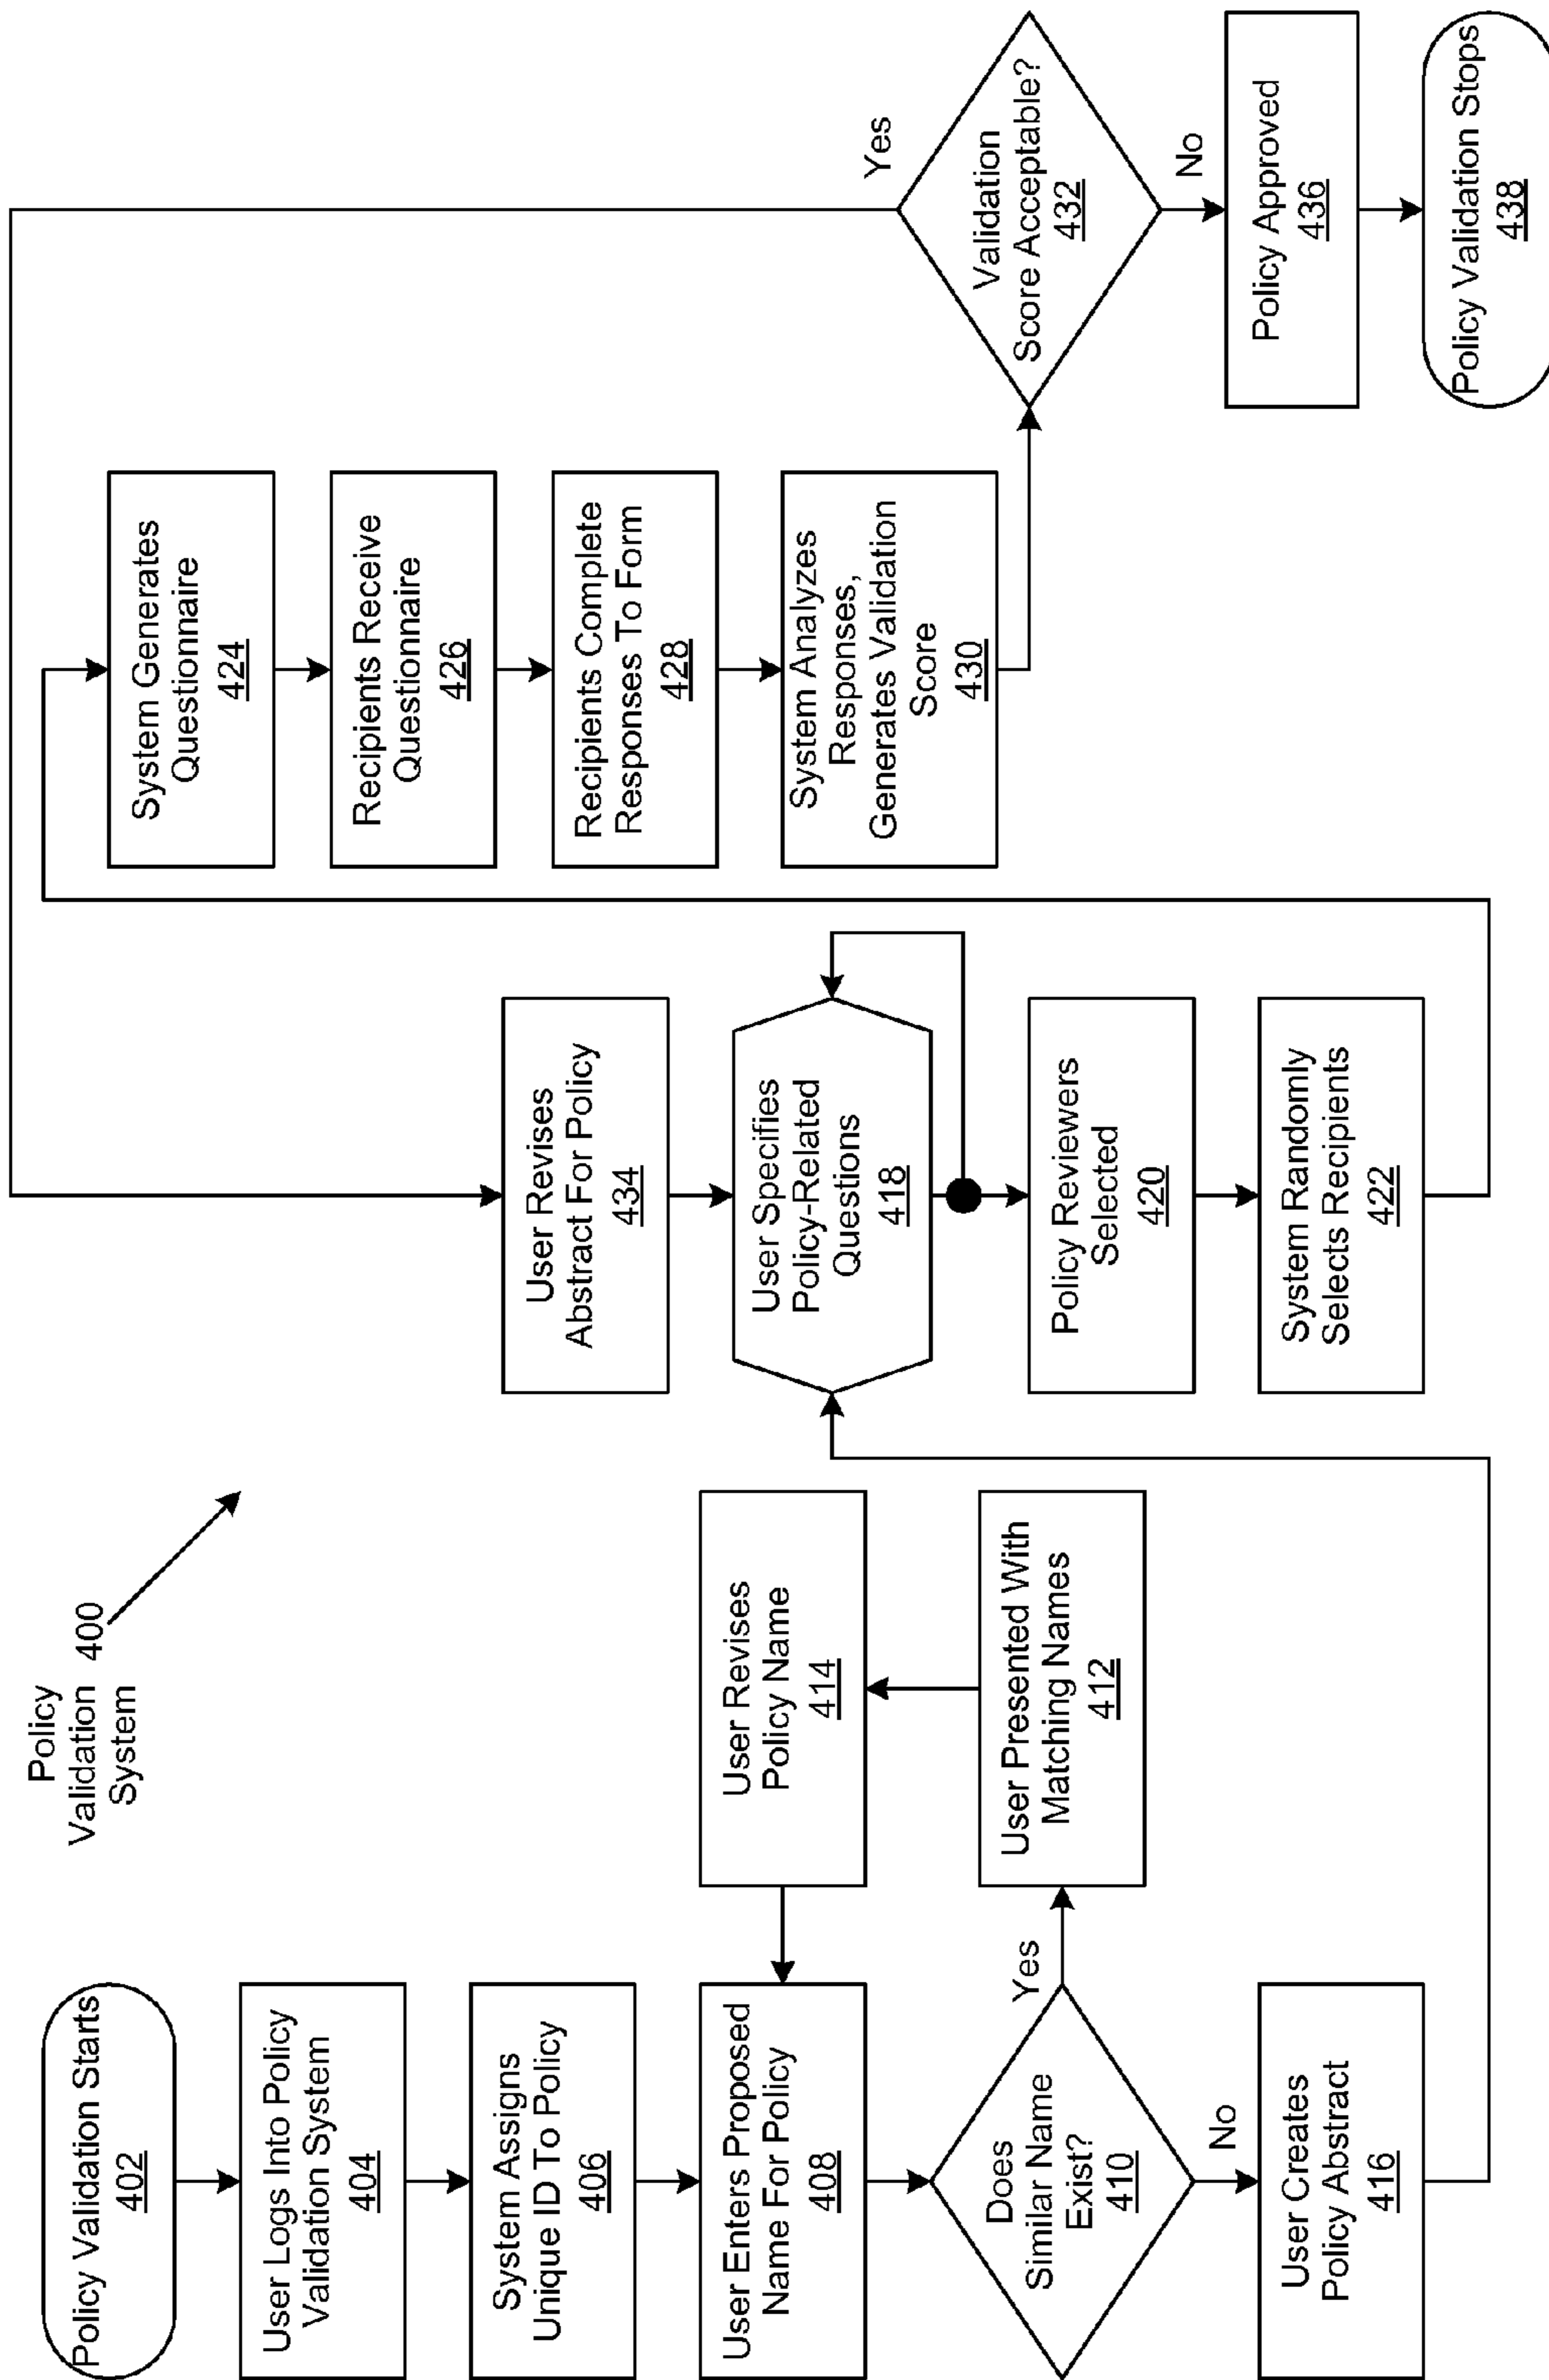 Policy
Validation 400
System
Policy Validation Starts
402
User Logs Into Policy
Validation System
404
System Assigns
Unique ID To Policy
406
User Enters Proposed
Name For Policy
408
Does
Similar Name
Exist?
410
Yes
No
User Presented With
Matching Names
412
User Revises
Policy Name
414
User Creates
Policy Abstract
416
User Revises
Abstract For Policy
434
User Specifies
Policy-Related
Questions
418
Policy Reviewers
Selected
420
System Randomly
Selects Recipients
422
System Generates
Questionnaire
424
Recipients Receive
Questionnaire
426
Recipients Complete
Responses To Form
428
System Analyzes
Responses,
Generates Validation
Score
430
Yes
Validation
Score Acceptable?
432
No
Policy Approved
436
Policy Validation Stops
438